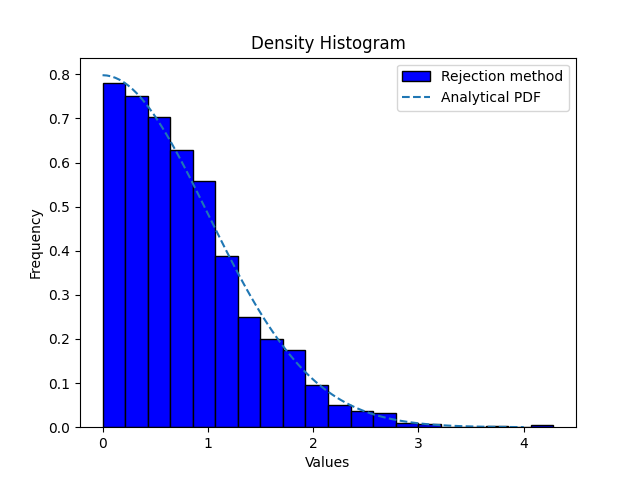 Density Histogram
Rejection method
Analytical PDF
0.8
0.7
0.6
0.5
0.4
0.3
0.2
0.1
0.0
Frequency
0 1 2 3 4
Values